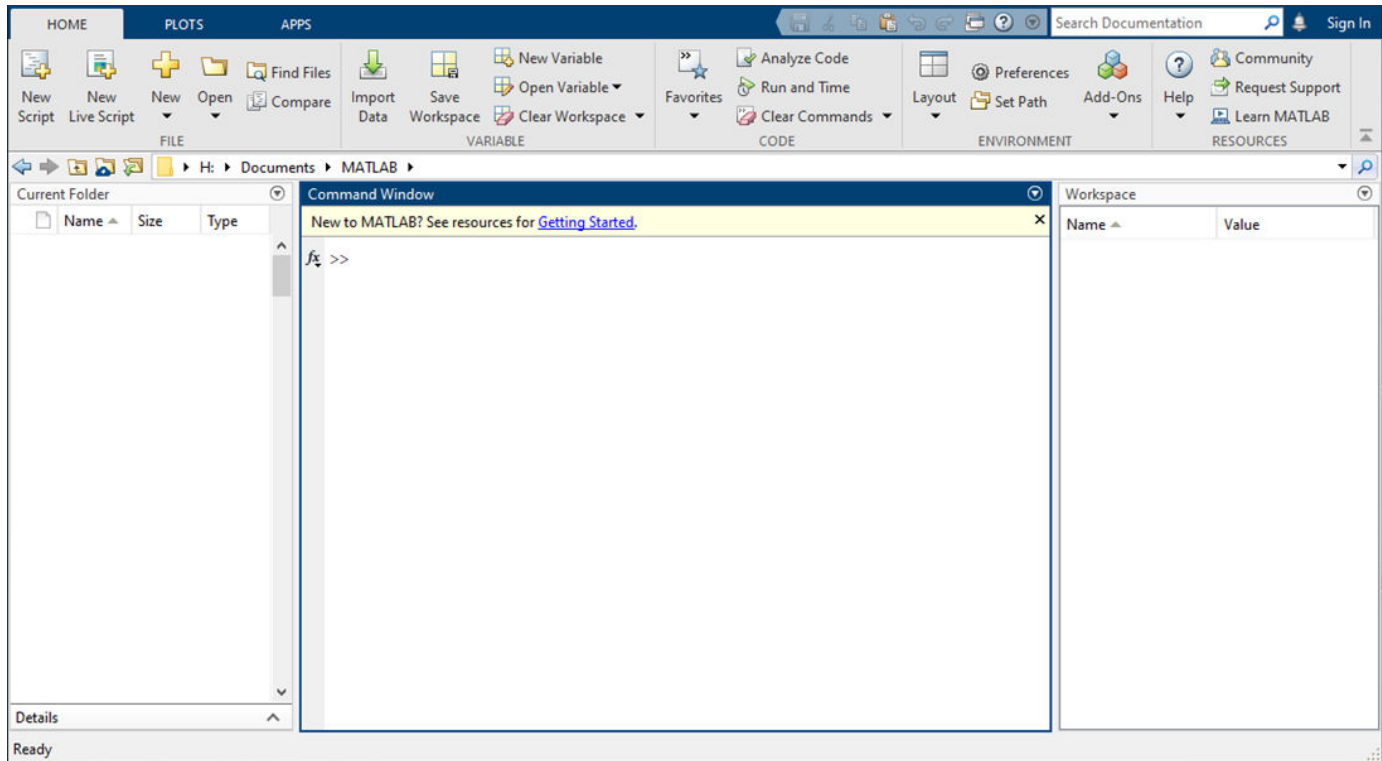 HOME PLOTS APPS Search Documentation Sign In
New Script
New Live Script
New
Open
Find Files
Compare
FILE
Import Data
Save Workspace
New Variable
Open Variable
Clear Workspace
VARIABLE
Favorites
Analyze Code
Run and Time
Clear Commands
CODE
Layout
Preferences
Set Path
Add-Ons
ENVIRONMENT
Help
Community
Request Support
Learn MATLAB
RESOURCES
H: Documents MATLAB
Current Folder
Name Size Type
Details
Command Window
New to MATLAB? See resources for Getting Started.
fx >>
Workspace
Name Value
Ready